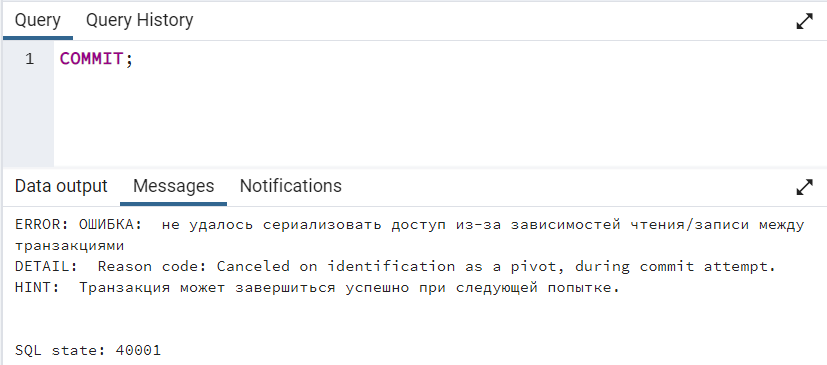 Query Query History
1 COMMIT;
Data output Messages Notifications
ERROR: ОШИБКА:  не удалось сериализовать доступ из-за зависимостей чтения/записи между
транзакциями
DETAIL:  Reason code: Canceled on identification as a pivot, during commit attempt.
HINT:  Транзакция может завершиться успешно при следующей попытке.
SQL state: 40001